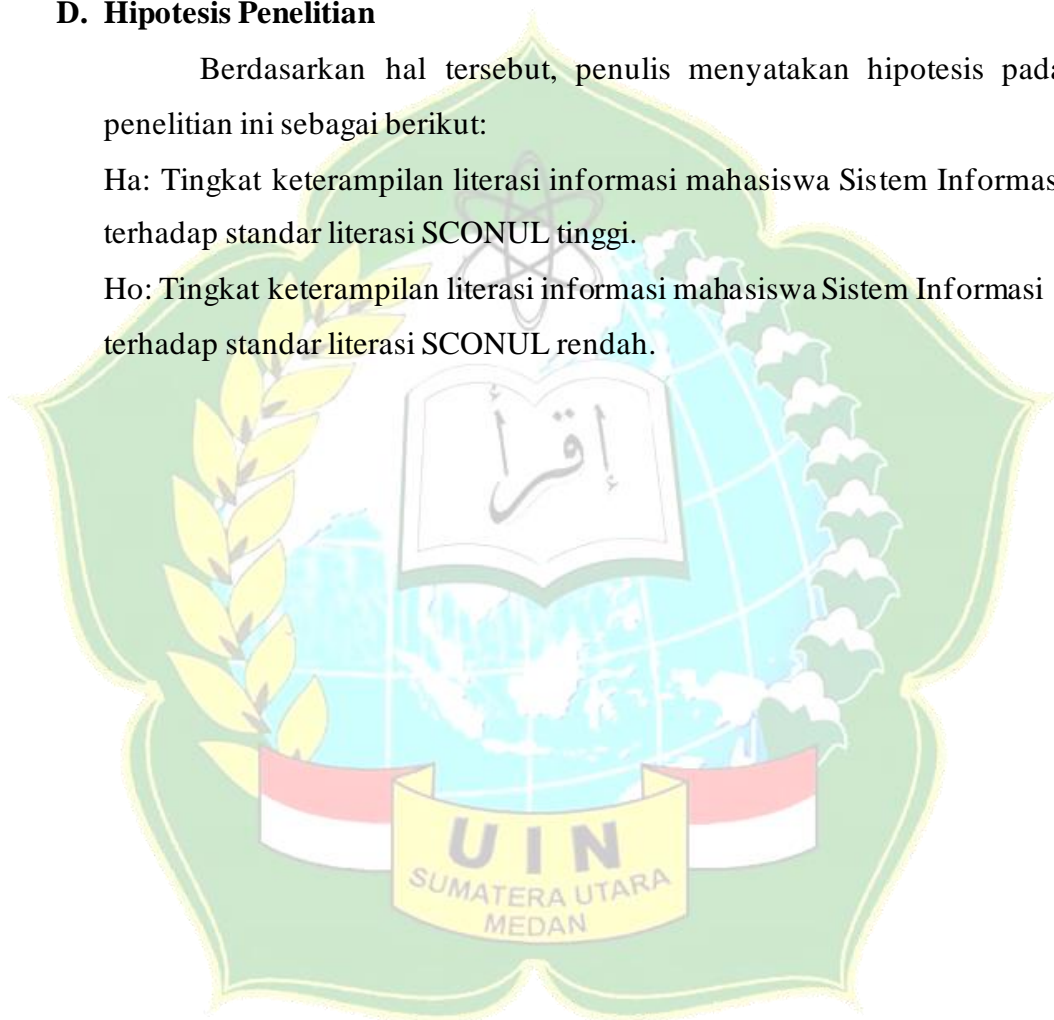 D. Hipotesis Penelitian
Berdasarkan hal tersebut, penulis menyatakan hipotesis pada
penelitian ini sebagai berikut:
Ha: Tingkat keterampilan literasi informasi mahasiswa Sistem Informas
terhadap standar literasi SCONUL tinggi.
Ho: Tingkat keterampilan literasi informasi mahasiswa Sistem Informasi
terhadap standar literasi SCONUL rendah.
إقرأ
UIN
SUMATERA UTARA
MEDAN